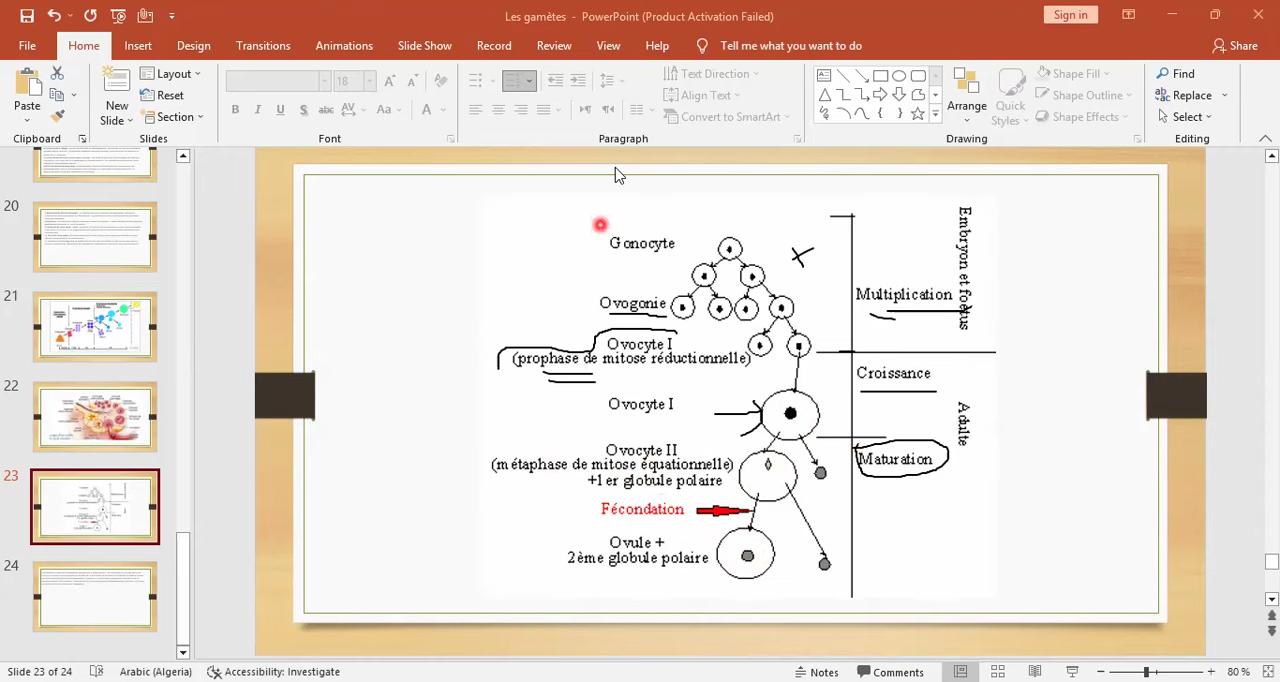 Les gamètes - PowerPoint (Product Activation Failed)
Sign in
File Home Insert Design Transitions Animations Slide Show Record Review View Help Tell me what you want to do Share
Paste
Clipboard
New
Slide
Layout
Reset
Section
Slides
18
B I U S abc AV Aa A
Font
Paragraph
Text Direction
Align Text
Convert to SmartArt
Arrange
Quick
Styles
Shape Fill
Shape Outline
Shape Effects
Drawing
Find
Replace
Select
Editing
20
21
22
23
24
Gonocyte
Ovogonie
Ovocyte I
(prophase de mitose réductionnelle)
Ovocyte I
Ovocyte II
(métaphase de mitose équationnelle)
+1er globule polaire
Fécondation
Ovule +
2ème globule polaire
Multiplication
Croissance
Maturation
Embryon et foetus
Adulte
Slide 23 of 24 Arabic (Algeria) Accessibility: Investigate Notes Comments 80 %